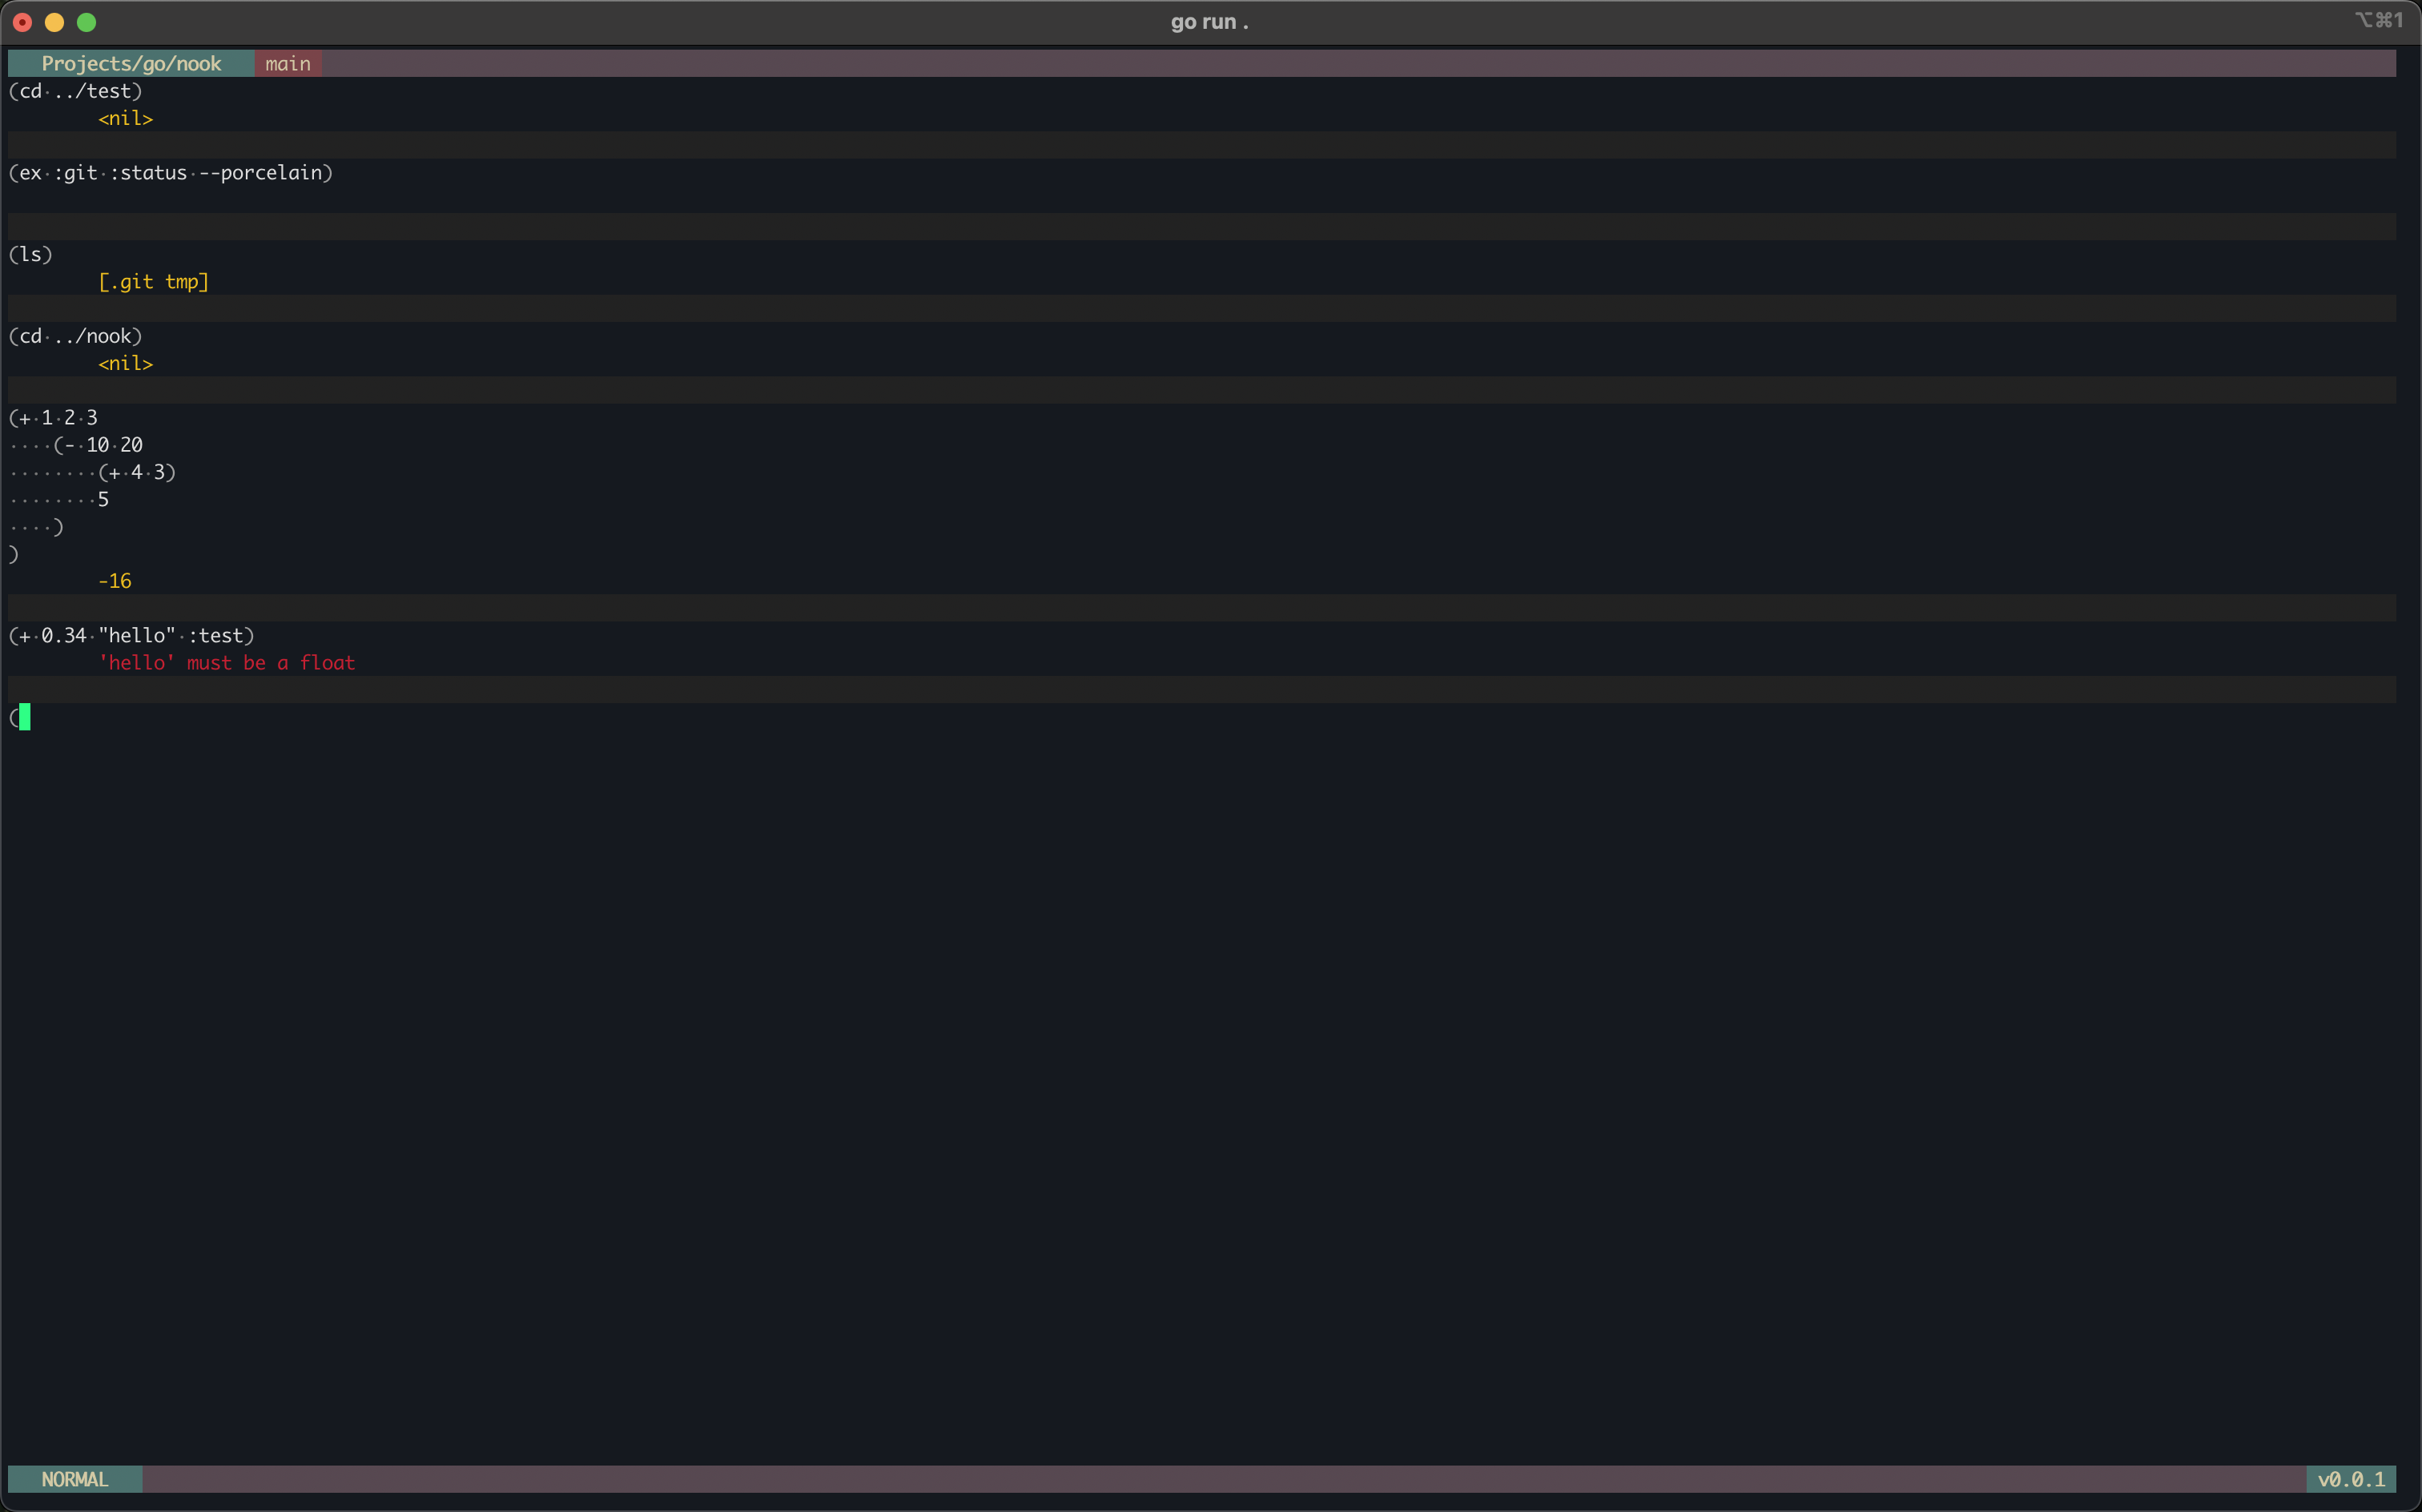 go run .
⌥⌘1
Projects/go/nook main
(cd·../test)
<nil>
(ex·:git·:status·--porcelain)
(ls)
[.git tmp]
(cd·../nook)
<nil>
(+·1·2·3
····(-·10·20
········(+·4·3)
········5
····)
)
-16
(+·0.34·"hello"·:test)
'hello' must be a float
(
NORMAL
v0.0.1